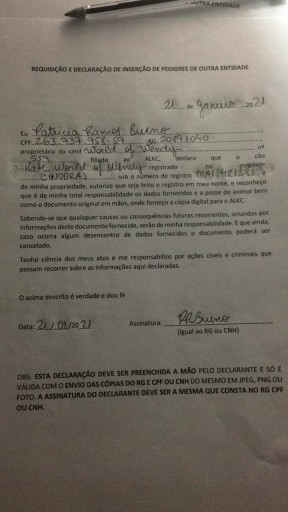 OUTRA ENTIDADE
REQUISIÇÃO E DECLARAÇÃO DE INSERÇÃO DE PEDIGREE DE OUTRA ENTIDADE
21 de Janeiro 2021
Eu Patricia Ramos Bueno
CPF 263.937.958-59 RG 20191040
proprietário do canil World of Wendy nº
959 filiado ao ALKC, declaro que o cão
World of Wendy registrado na entidade
CINOBRAS sob o número de registro e
de minha propriedade, autorizo que seja feito o registro em meu nome, e reconheço
que é de minha total responsabilidade os dados fornecidos e a posse do animal bem
como o documento original em mãos, onde forneço a cópia digital para o ALKC.
Sabendo-se que quaisquer causas ou consequências futuras recorrentes, oriundos por
informações deste documento fornecido, serão de minha responsabilidade. E que ainda,
caso ocorra algum desencontro de dados fornecidos o documento poderá ser
cancelado.
Tenho ciência dos meus atos e me responsabilizo por ações cíveis e criminais que
possam recorrer sobre as informações aqui declaradas.
O acima descrito é verdade e dou fé
Data: 21/01/2021 Assinatura: PRBueno
(Igual ao RG ou CNH)
OBS: ESTA DECLARAÇÃO DEVE SER PREENCHIDA A MÃO PELO DECLARANTE E SÓ É
VÁLIDA COM O ENVIO DAS CÓPIAS DO RG E CPF OU CNH DO MESMO EM JPEG, PNG OU
FOTO. A ASSINATURA DO DECLARANTE DEVE SER A MESMA QUE CONSTA NO RG CPF
OU CNH.